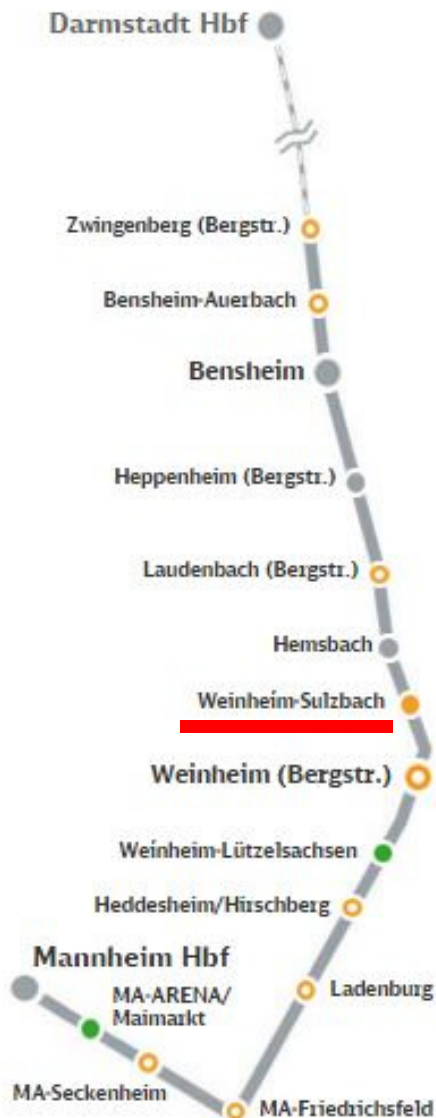 Darmstadt Hbf
Zwingenberg (Bergstr.)
Bensheim-Auerbach
Bensheim
Heppenheim (Bergstr.)
Laudenbach (Bergstr.)
Hemsbach
Weinheim-Sulzbach
Weinheim (Bergstr.)
Weinheim-Lützelsachsen
Heddesheim/Hirschberg
Ladenburg
Mannheim Hbf
MA-ARENA/
Maimarkt
MA-Seckenheim
MA-Friedrichsfeld